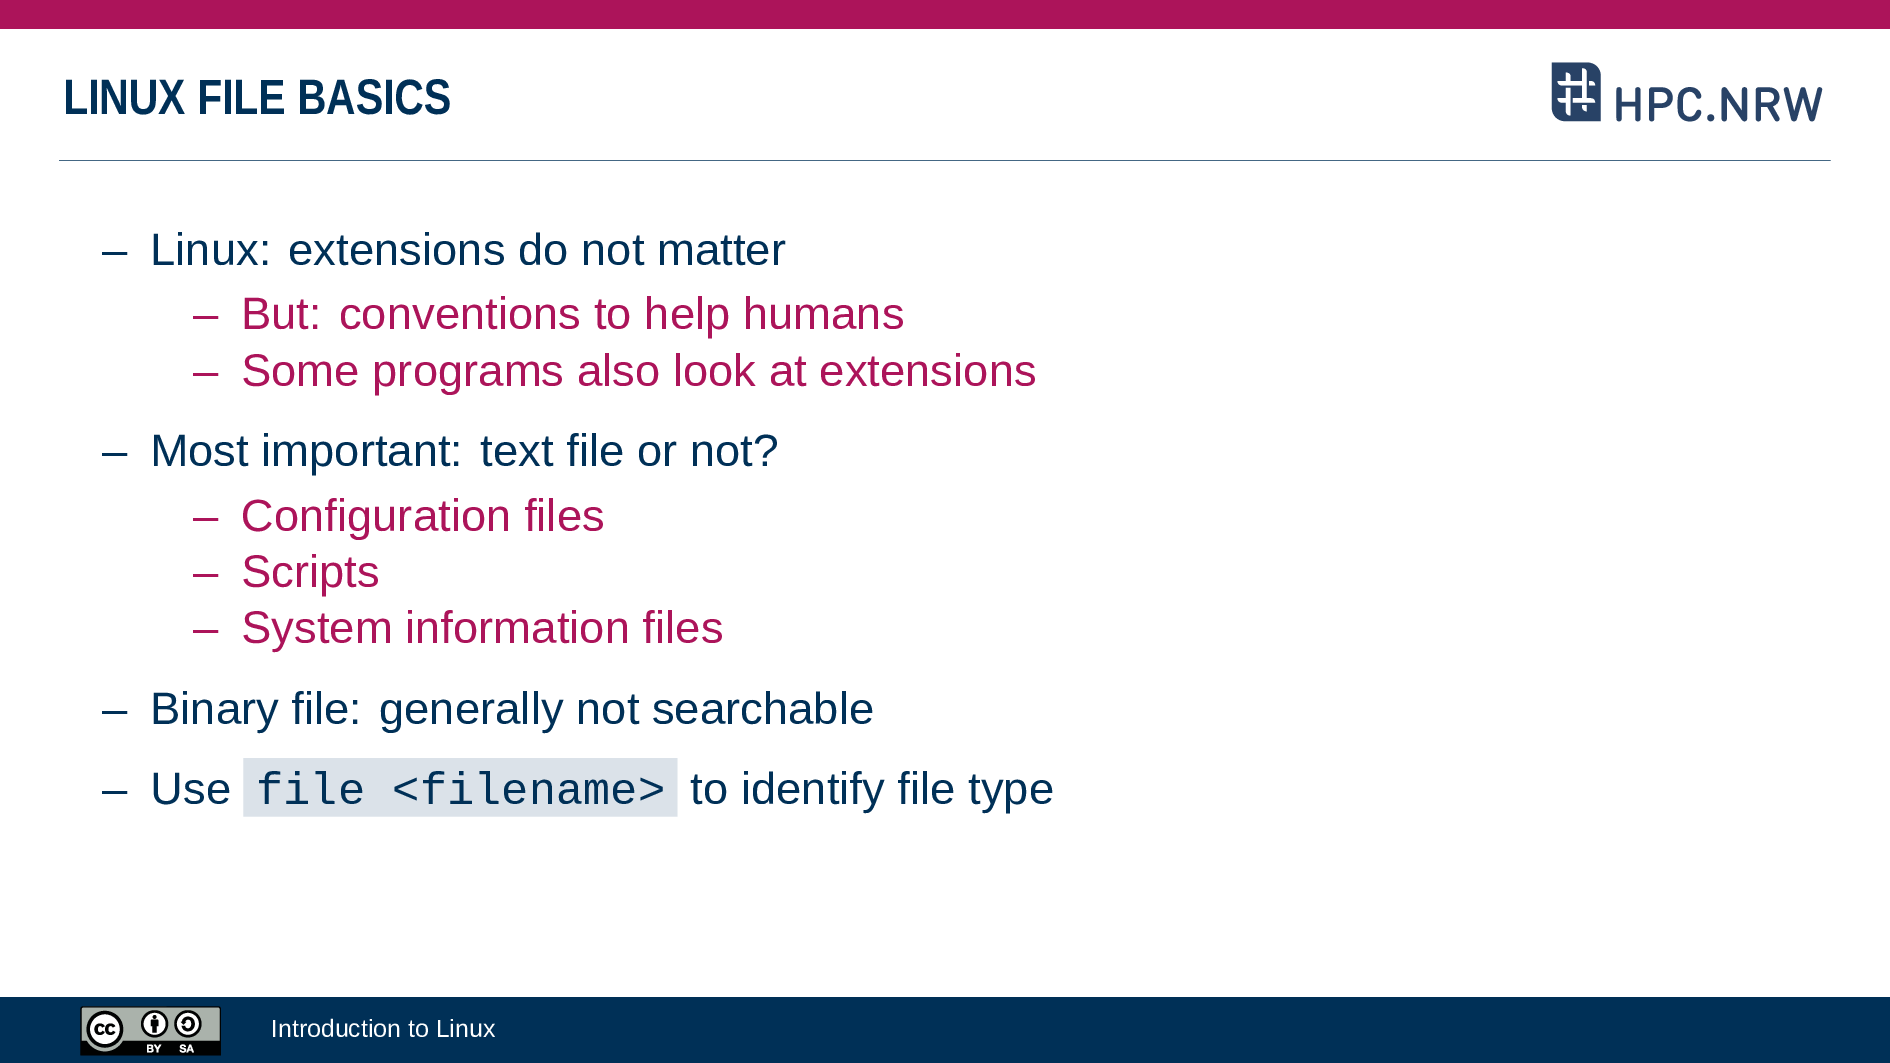 LINUX FILE BASICS
HPC.NRW
– Linux: extensions do not matter
– But: conventions to help humans
– Some programs also look at extensions
– Most important: text file or not?
– Configuration files
– Scripts
– System information files
– Binary file: generally not searchable
– Use file <filename> to identify file type
cc BY SA
Introduction to Linux